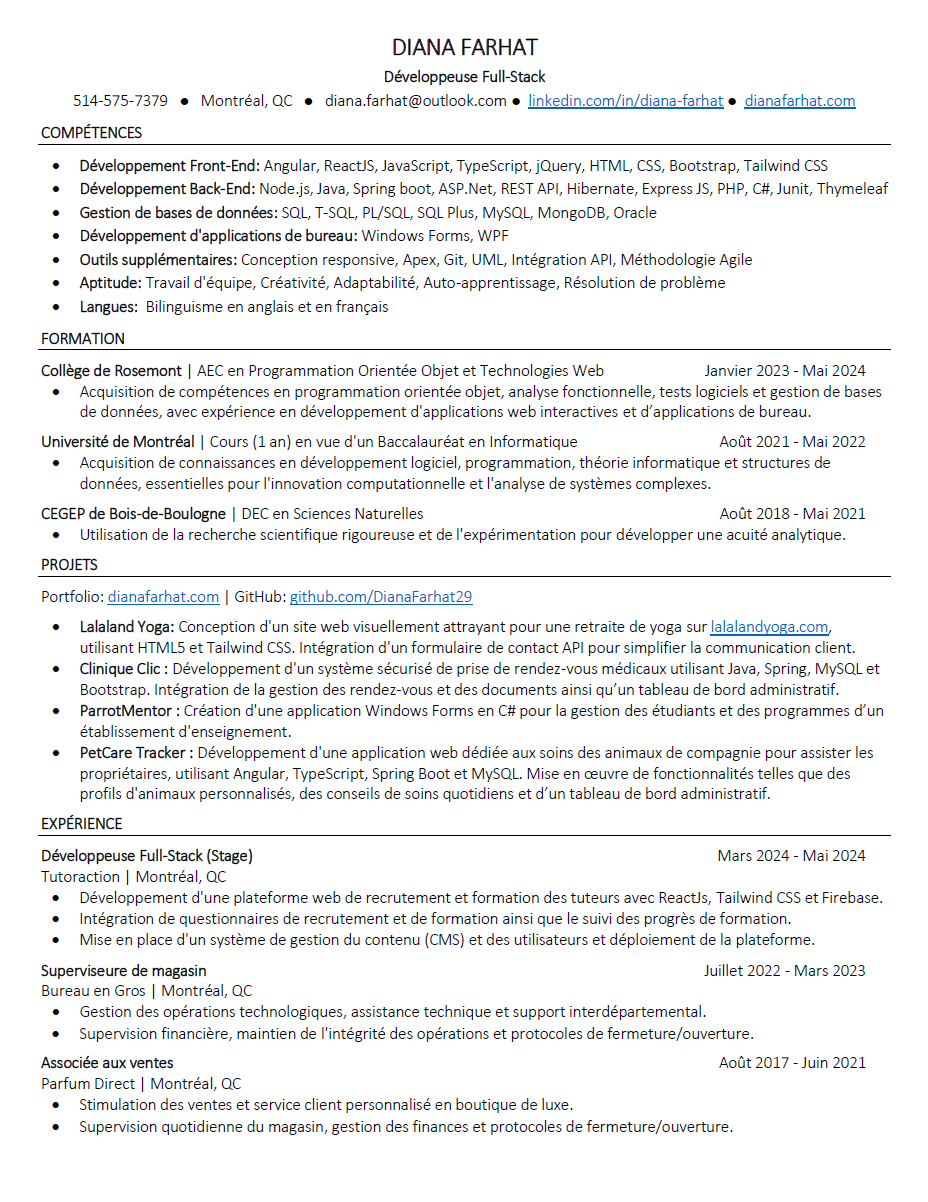 DIANA FARHAT
Développeuse Full-Stack
514-575-7379 ● Montréal, QC ● diana.farhat@outlook.com ● linkedin.com/in/diana-farhat ● dianafarhat.com
COMPÉTENCES
• Développement Front-End: Angular, ReactJS, JavaScript, TypeScript, jQuery, HTML, CSS, Bootstrap, Tailwind CSS
• Développement Back-End: Node.js, Java, Spring boot, ASP.Net, REST API, Hibernate, Express JS, PHP, C#, Junit, Thymeleaf
• Gestion de bases de données: SQL, T-SQL, PL/SQL, SQL Plus, MySQL, MongoDB, Oracle
• Développement d'applications de bureau: Windows Forms, WPF
• Outils supplémentaires: Conception responsive, Apex, Git, UML, Intégration API, Méthodologie Agile
• Aptitude: Travail d'équipe, Créativité, Adaptabilité, Auto-apprentissage, Résolution de problème
• Langues: Bilinguisme en anglais et en français
FORMATION
Collège de Rosemont | AEC en Programmation Orientée Objet et Technologies Web Janvier 2023 - Mai 2024
• Acquisition de compétences en programmation orientée objet, analyse fonctionnelle, tests logiciels et gestion de bases
de données, avec expérience en développement d'applications web interactives et d’applications de bureau.
Université de Montréal | Cours (1 an) en vue d'un Baccalauréat en Informatique Août 2021 - Mai 2022
• Acquisition de connaissances en développement logiciel, programmation, théorie informatique et structures de
données, essentielles pour l'innovation computationnelle et l'analyse de systèmes complexes.
CEGEP de Bois-de-Boulogne | DEC en Sciences Naturelles Août 2018 - Mai 2021
• Utilisation de la recherche scientifique rigoureuse et de l'expérimentation pour développer une acuité analytique.
PROJETS
Portfolio: dianafarhat.com | GitHub: github.com/DianaFarhat29
• Lalaland Yoga: Conception d'un site web visuellement attrayant pour une retraite de yoga sur lalalandyoga.com,
utilisant HTML5 et Tailwind CSS. Intégration d'un formulaire de contact API pour simplifier la communication client.
• Clinique Clic : Développement d'un système sécurisé de prise de rendez-vous médicaux utilisant Java, Spring, MySQL et
Bootstrap. Intégration de la gestion des rendez-vous et des documents ainsi qu’un tableau de bord administratif.
• ParrotMentor : Création d'une application Windows Forms en C# pour la gestion des étudiants et des programmes d’un
établissement d'enseignement.
• PetCare Tracker : Développement d'une application web dédiée aux soins des animaux de compagnie pour assister les
propriétaires, utilisant Angular, TypeScript, Spring Boot et MySQL. Mise en œuvre de fonctionnalités telles que des
profils d'animaux personnalisés, des conseils de soins quotidiens et d’un tableau de bord administratif.
EXPÉRIENCE
Développeuse Full-Stack (Stage) Mars 2024 - Mai 2024
Tutoraction | Montréal, QC
• Développement d'une plateforme web de recrutement et formation des tuteurs avec ReactJs, Tailwind CSS et Firebase.
• Intégration de questionnaires de recrutement et de formation ainsi que le suivi des progrès de formation.
• Mise en place d'un système de gestion du contenu (CMS) et des utilisateurs et déploiement de la plateforme.
Superviseure de magasin Juillet 2022 - Mars 2023
Bureau en Gros | Montréal, QC
• Gestion des opérations technologiques, assistance technique et support interdépartemental.
• Supervision financière, maintien de l'intégrité des opérations et protocoles de fermeture/ouverture.
Associée aux ventes Août 2017 - Juin 2021
Parfum Direct | Montréal, QC
• Stimulation des ventes et service client personnalisé en boutique de luxe.
• Supervision quotidienne du magasin, gestion des finances et protocoles de fermeture/ouverture.